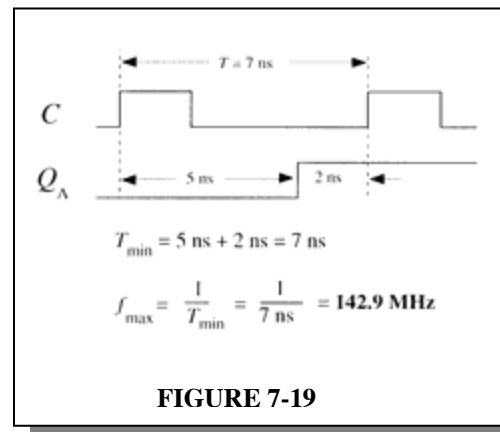 T = 7 ns
C
5 ns
2 ns
Q_A
T_min = 5 ns + 2 ns = 7 ns
f_max = 1/T_min = 1/7 ns = 142.9 MHz
FIGURE 7-19